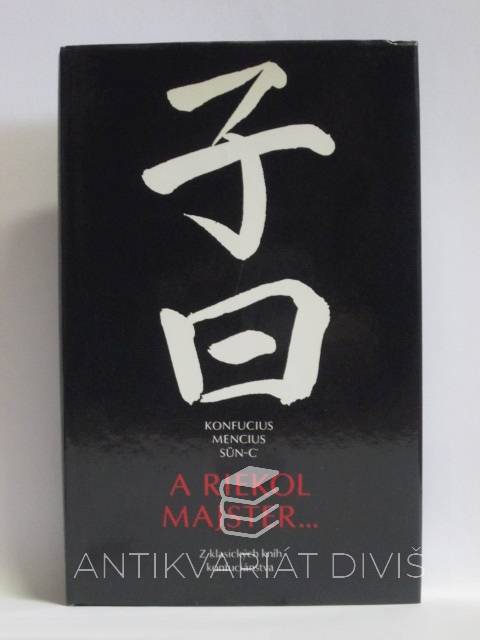 子
曰
KONFUCIUS
MENCIUS
SÜN-C'
A RIEKOL
MAJSTER...
Z klasických kníh
konfuciánstva
ANTIKVARIÁT DIVIŠ